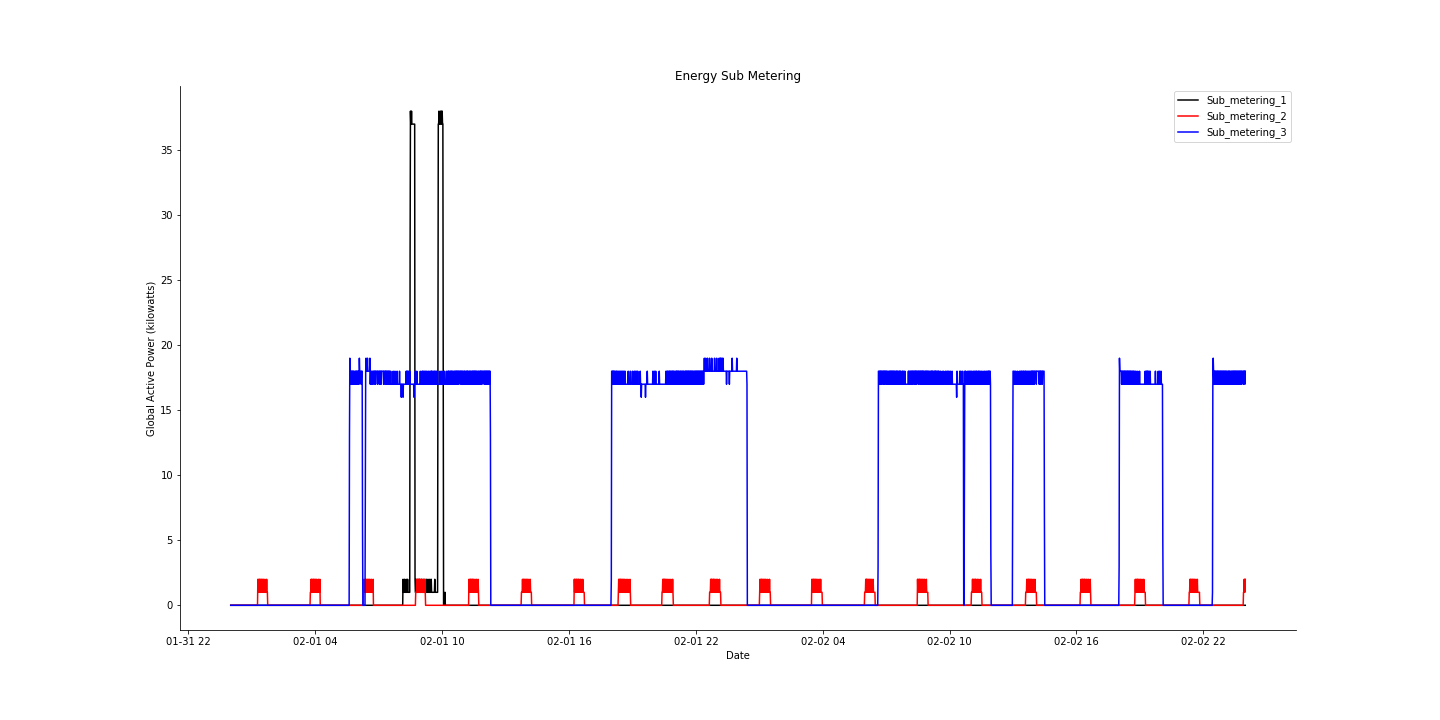 Energy Sub Metering
Sub_metering_1
Sub_metering_2
Sub_metering_3
Global Active Power (kilowatts)
35
30
25
20
15
10
5
0
01-31 22
02-01 04
02-01 10
02-01 16
02-01 22
02-02 04
02-02 10
02-02 16
02-02 22
Date